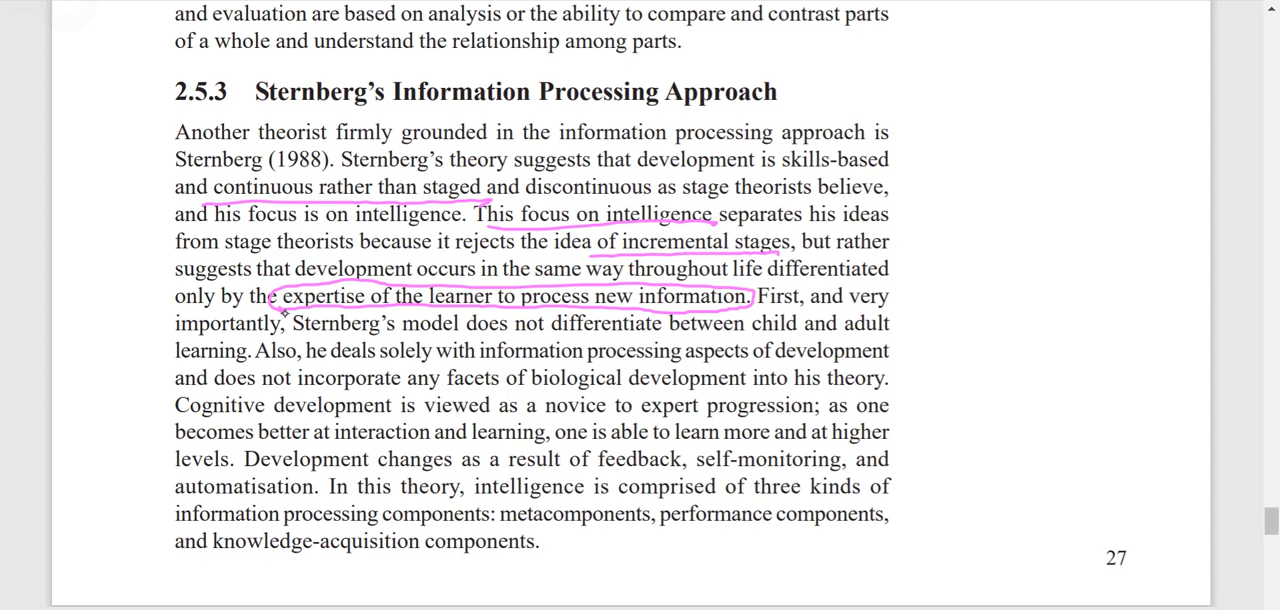 and evaluation are based on analysis or the ability to compare and contrast parts
of a whole and understand the relationship among parts.
2.5.3 Sternberg’s Information Processing Approach
Another theorist firmly grounded in the information processing approach is
Sternberg (1988). Sternberg’s theory suggests that development is skills-based
and continuous rather than staged and discontinuous as stage theorists believe,
and his focus is on intelligence. This focus on intelligence separates his ideas
from stage theorists because it rejects the idea of incremental stages, but rather
suggests that development occurs in the same way throughout life differentiated
only by the expertise of the learner to process new information. First, and very
importantly, Sternberg’s model does not differentiate between child and adult
learning. Also, he deals solely with information processing aspects of development
and does not incorporate any facets of biological development into his theory.
Cognitive development is viewed as a novice to expert progression; as one
becomes better at interaction and learning, one is able to learn more and at higher
levels. Development changes as a result of feedback, self-monitoring, and
automatisation. In this theory, intelligence is comprised of three kinds of
information processing components: metacomponents, performance components,
and knowledge-acquisition components.
27